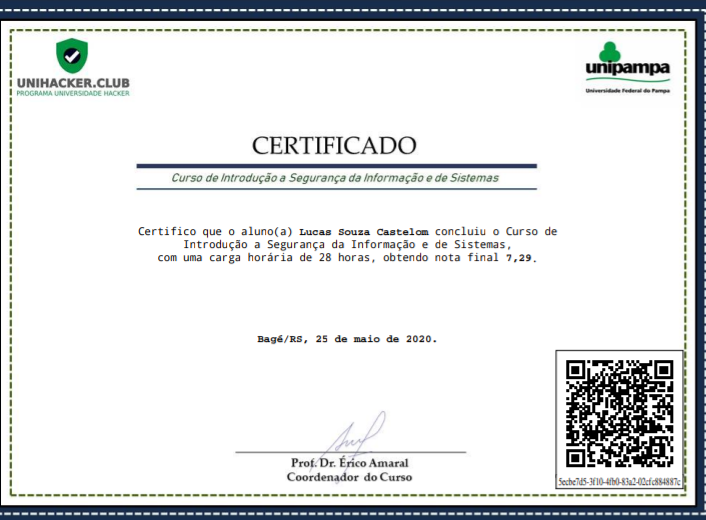 UNIHACKER.CLUB
PROGRAMA UNIVERSIDADE HACKER
unipampa
Universidade Federal do Pampa
CERTIFICADO
Curso de Introdução a Segurança da Informação e de Sistemas
Certifico que o aluno(a) Lucas Souza Castelom concluiu o Curso de
Introdução a Segurança da Informação e de Sistemas,
com uma carga horária de 28 horas, obtendo nota final 7,29.
Bagé/RS, 25 de maio de 2020.
Prof. Dr. Érico Amaral
Coordenador do Curso
5ecbe7d5-3f10-4fb0-83a2-02cfc884887c